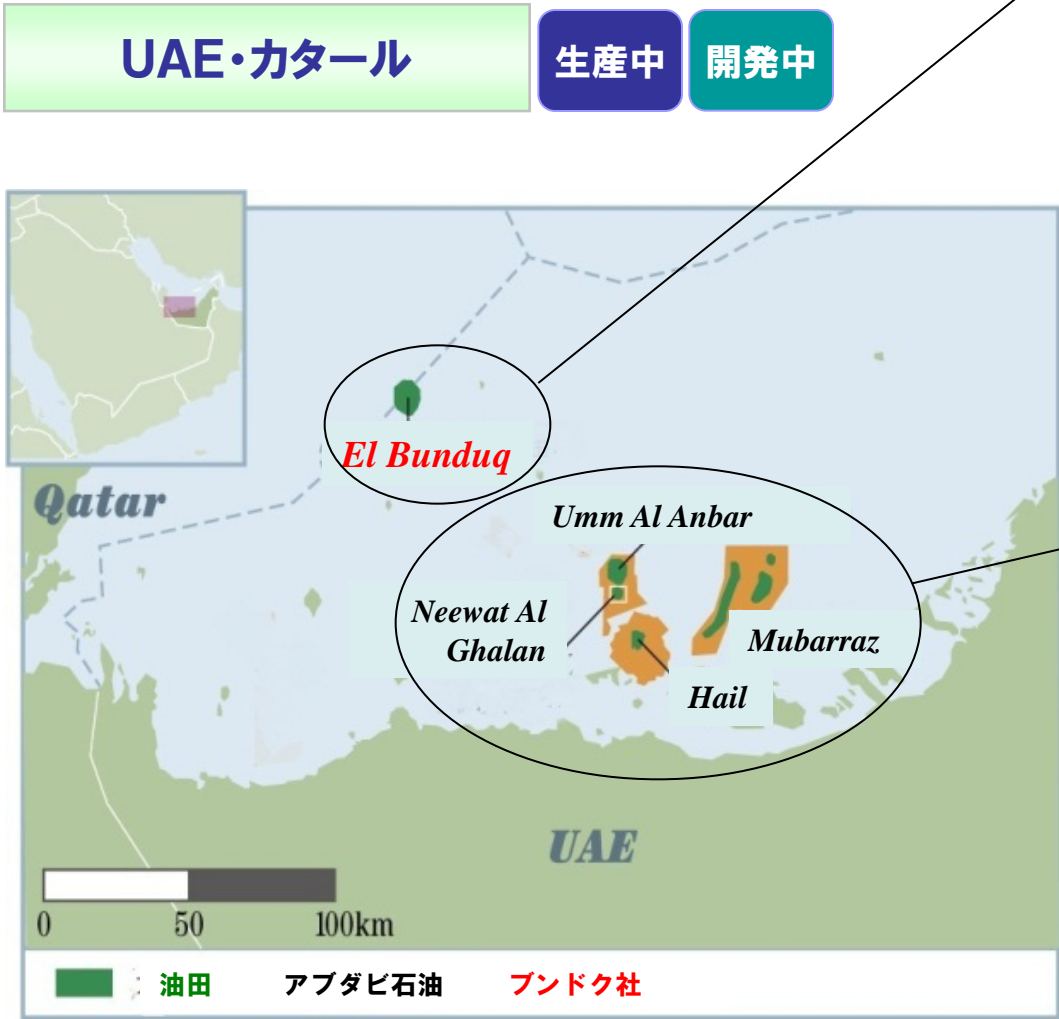 UAE・カタール
生産中
開発中
El Bunduq
Qatar
Umm Al Anbar
Neewat Al
Ghalan
Mubarraz
Hail
UAE
0 50 100km
油田 アブダビ石油 ブンドク社